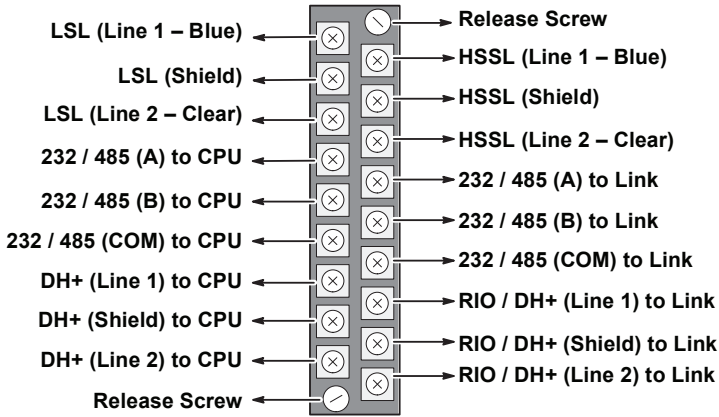 LSL (Line 1 – Blue)
LSL (Shield)
LSL (Line 2 – Clear)
232 / 485 (A) to CPU
232 / 485 (B) to CPU
232 / 485 (COM) to CPU
DH+ (Line 1) to CPU
DH+ (Shield) to CPU
DH+ (Line 2) to CPU
Release Screw
Release Screw
HSSL (Line 1 – Blue)
HSSL (Shield)
HSSL (Line 2 – Clear)
232 / 485 (A) to Link
232 / 485 (B) to Link
232 / 485 (COM) to Link
RIO / DH+ (Line 1) to Link
RIO / DH+ (Shield) to Link
RIO / DH+ (Line 2) to Link